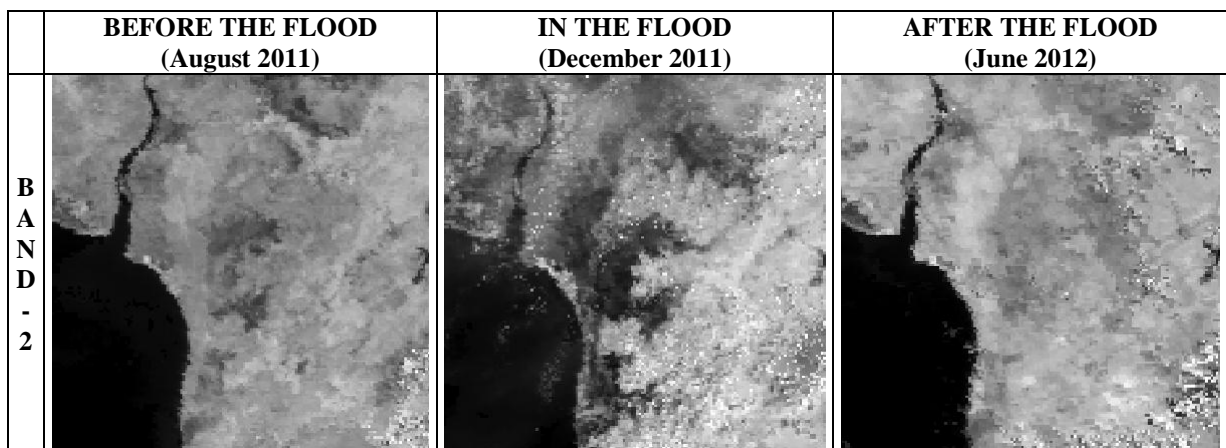 BEFORE THE FLOOD
(August 2011)
IN THE FLOOD
(December 2011)
AFTER THE FLOOD
(June 2012)
B
A
N
D
-
2